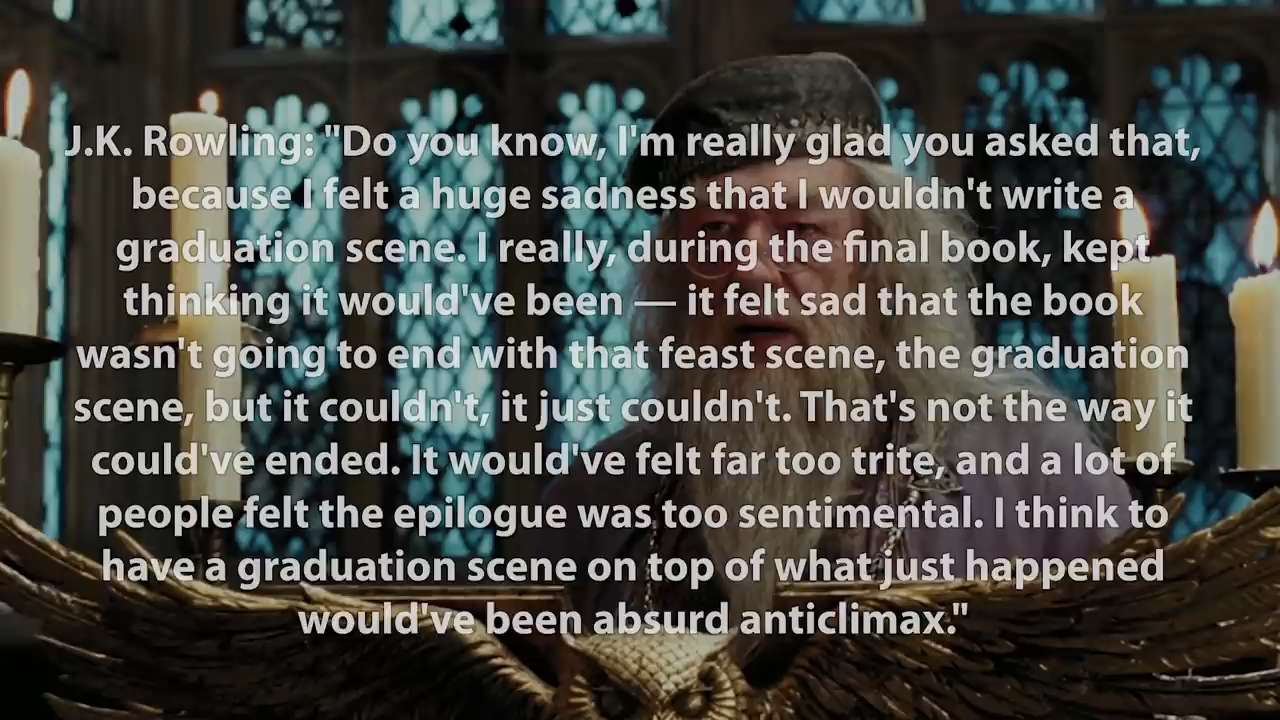 J.K. Rowling: "Do you know, I'm really glad you asked that,
because I felt a huge sadness that I wouldn't write a
graduation scene. I really, during the final book, kept
thinking it would've been — it felt sad that the book
wasn't going to end with that feast scene, the graduation
scene, but it couldn't, it just couldn't. That's not the way it
could've ended. It would've felt far too trite, and a lot of
people felt the epilogue was too sentimental. I think to
have a graduation scene on top of what just happened
would've been absurd anticlimax."